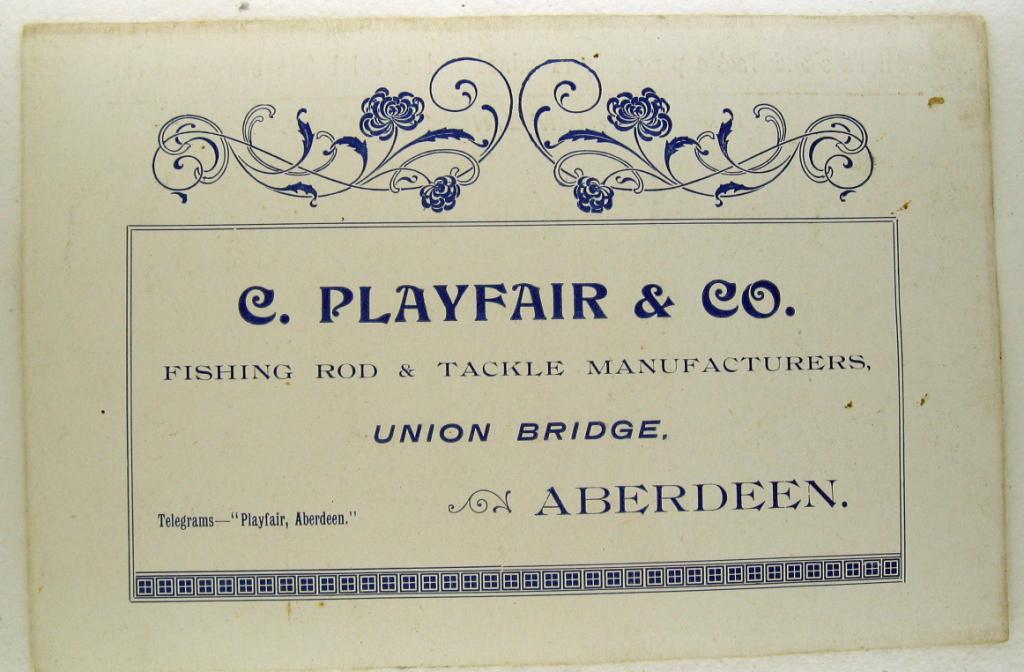 C. PLAYFAIR & CO.
FISHING ROD & TACKLE MANUFACTURERS,
UNION BRIDGE,
ABERDEEN.
Telegrams—"Playfair, Aberdeen."